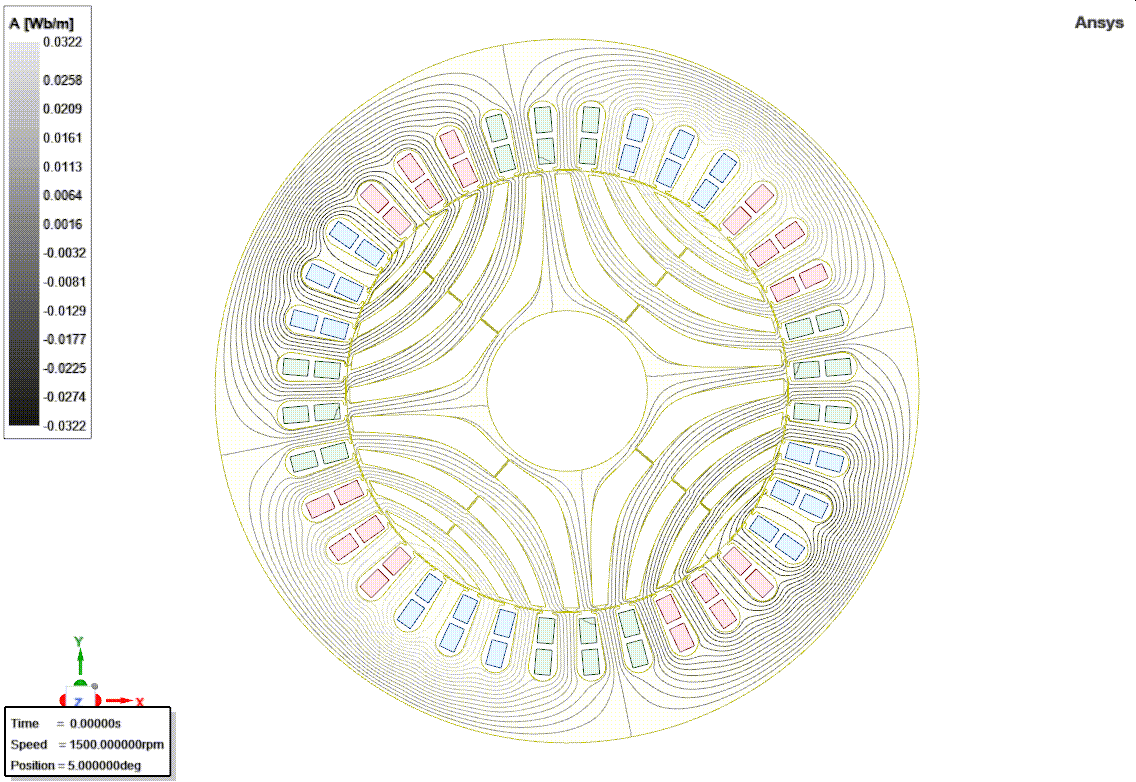 A [Wb/m]
0.0322
0.0258
0.0209
0.0161
0.0113
0.0064
0.0016
-0.0032
-0.0081
-0.0129
-0.0177
-0.0225
-0.0274
-0.0322
Ansys
Y
Z
X
Time = 0.00000s
Speed = 1500.000000rpm
Position = 5.000000deg